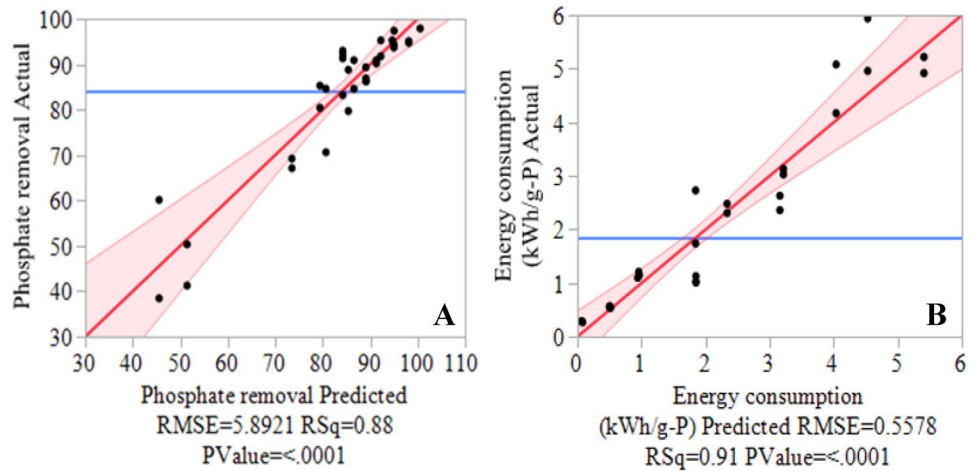 Phosphate removal Actual
100
90
80
70
60
50
40
30
A
30 40 50 60 70 80 90 100 110
Phosphate removal Predicted
RMSE=5.8921 RSq=0.88
PValue=<.0001
Energy consumption
(kWh/g-P) Actual
6
5
4
3
2
1
0
B
0 1 2 3 4 5 6
Energy consumption
(kWh/g-P) Predicted RMSE=0.5578
RSq=0.91 PValue=<.0001